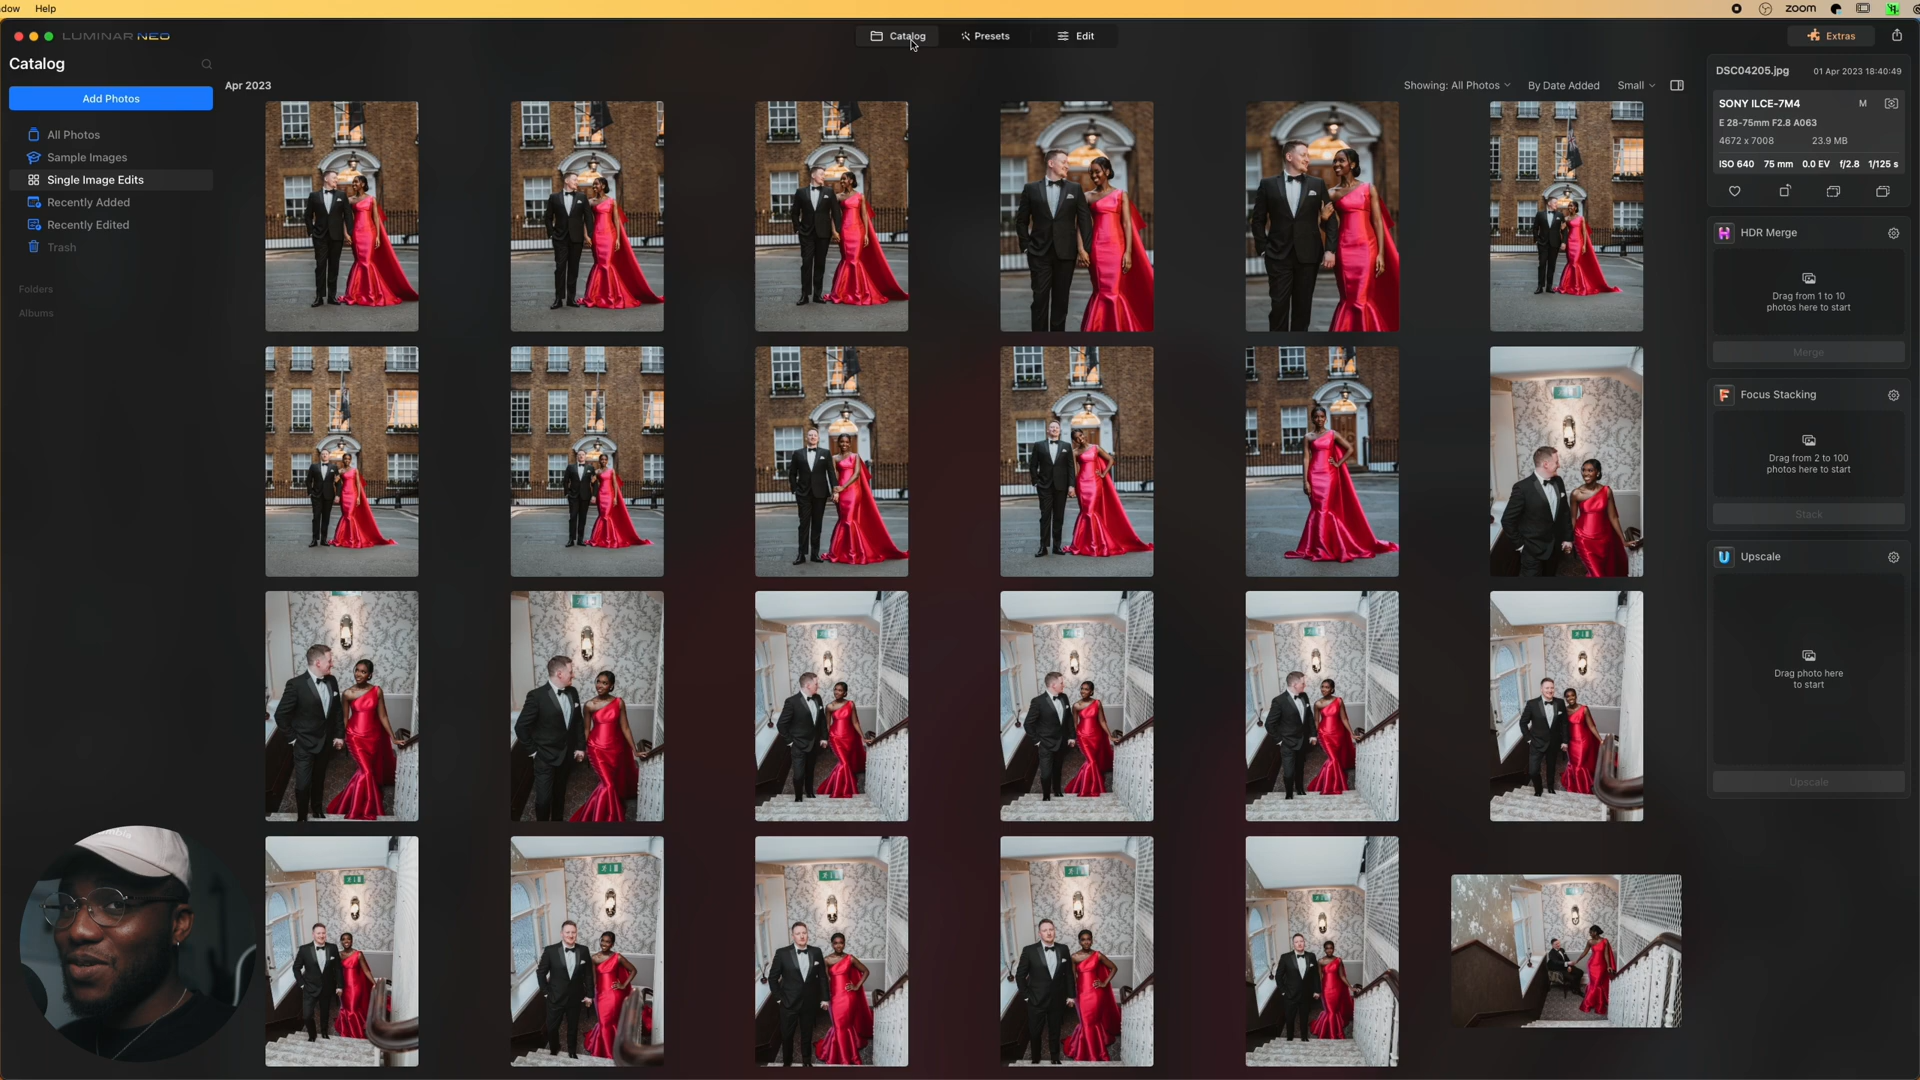 dow Help
zoom
LUMINAR NEO
Catalog
Presets
Edit
Extras
Catalog
Add Photos
All Photos
Sample Images
Single Image Edits
Recently Added
Recently Edited
Trash
Folders
Albums
Apr 2023
Showing: All Photos
By Date Added
Small
DSC04205.jpg 01 Apr 2023 18:40:49
SONY ILCE-7M4 M
E 28-75mm F2.8 A063
4672 x 7008 23.9 MB
ISO 640 75 mm 0.0 EV f/2.8 1/125 s
HDR Merge
Drag from 1 to 10
photos here to start
Merge
Focus Stacking
Drag from 2 to 100
photos here to start
Stack
Upscale
Drag photo here
to start
Upscale